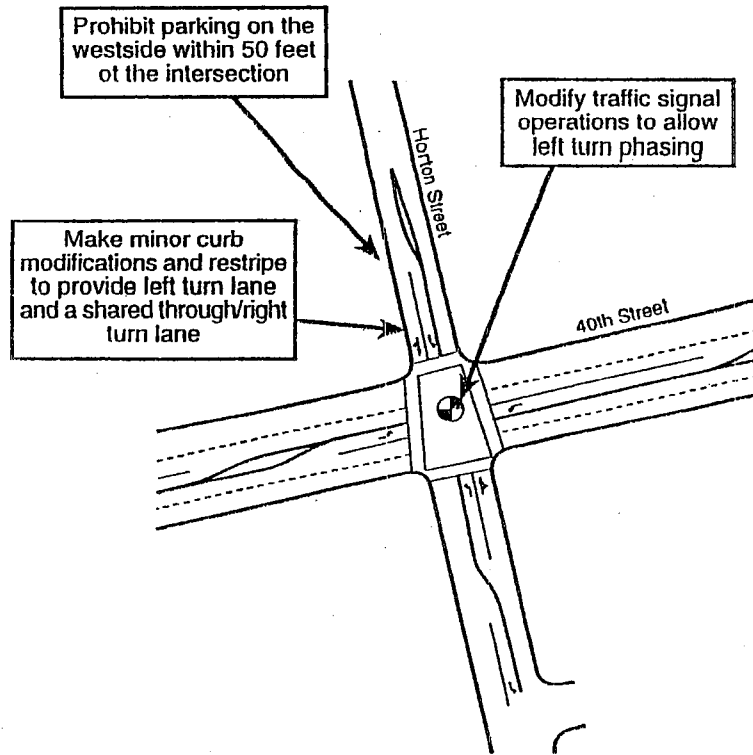 Prohibit parking on the
westside within 50 feet
ot the intersection
Modify traffic signal
operations to allow
left turn phasing
Horton Street
Make minor curb
modifications and restripe
to provide left turn lane
and a shared through/right
turn lane
40th Street